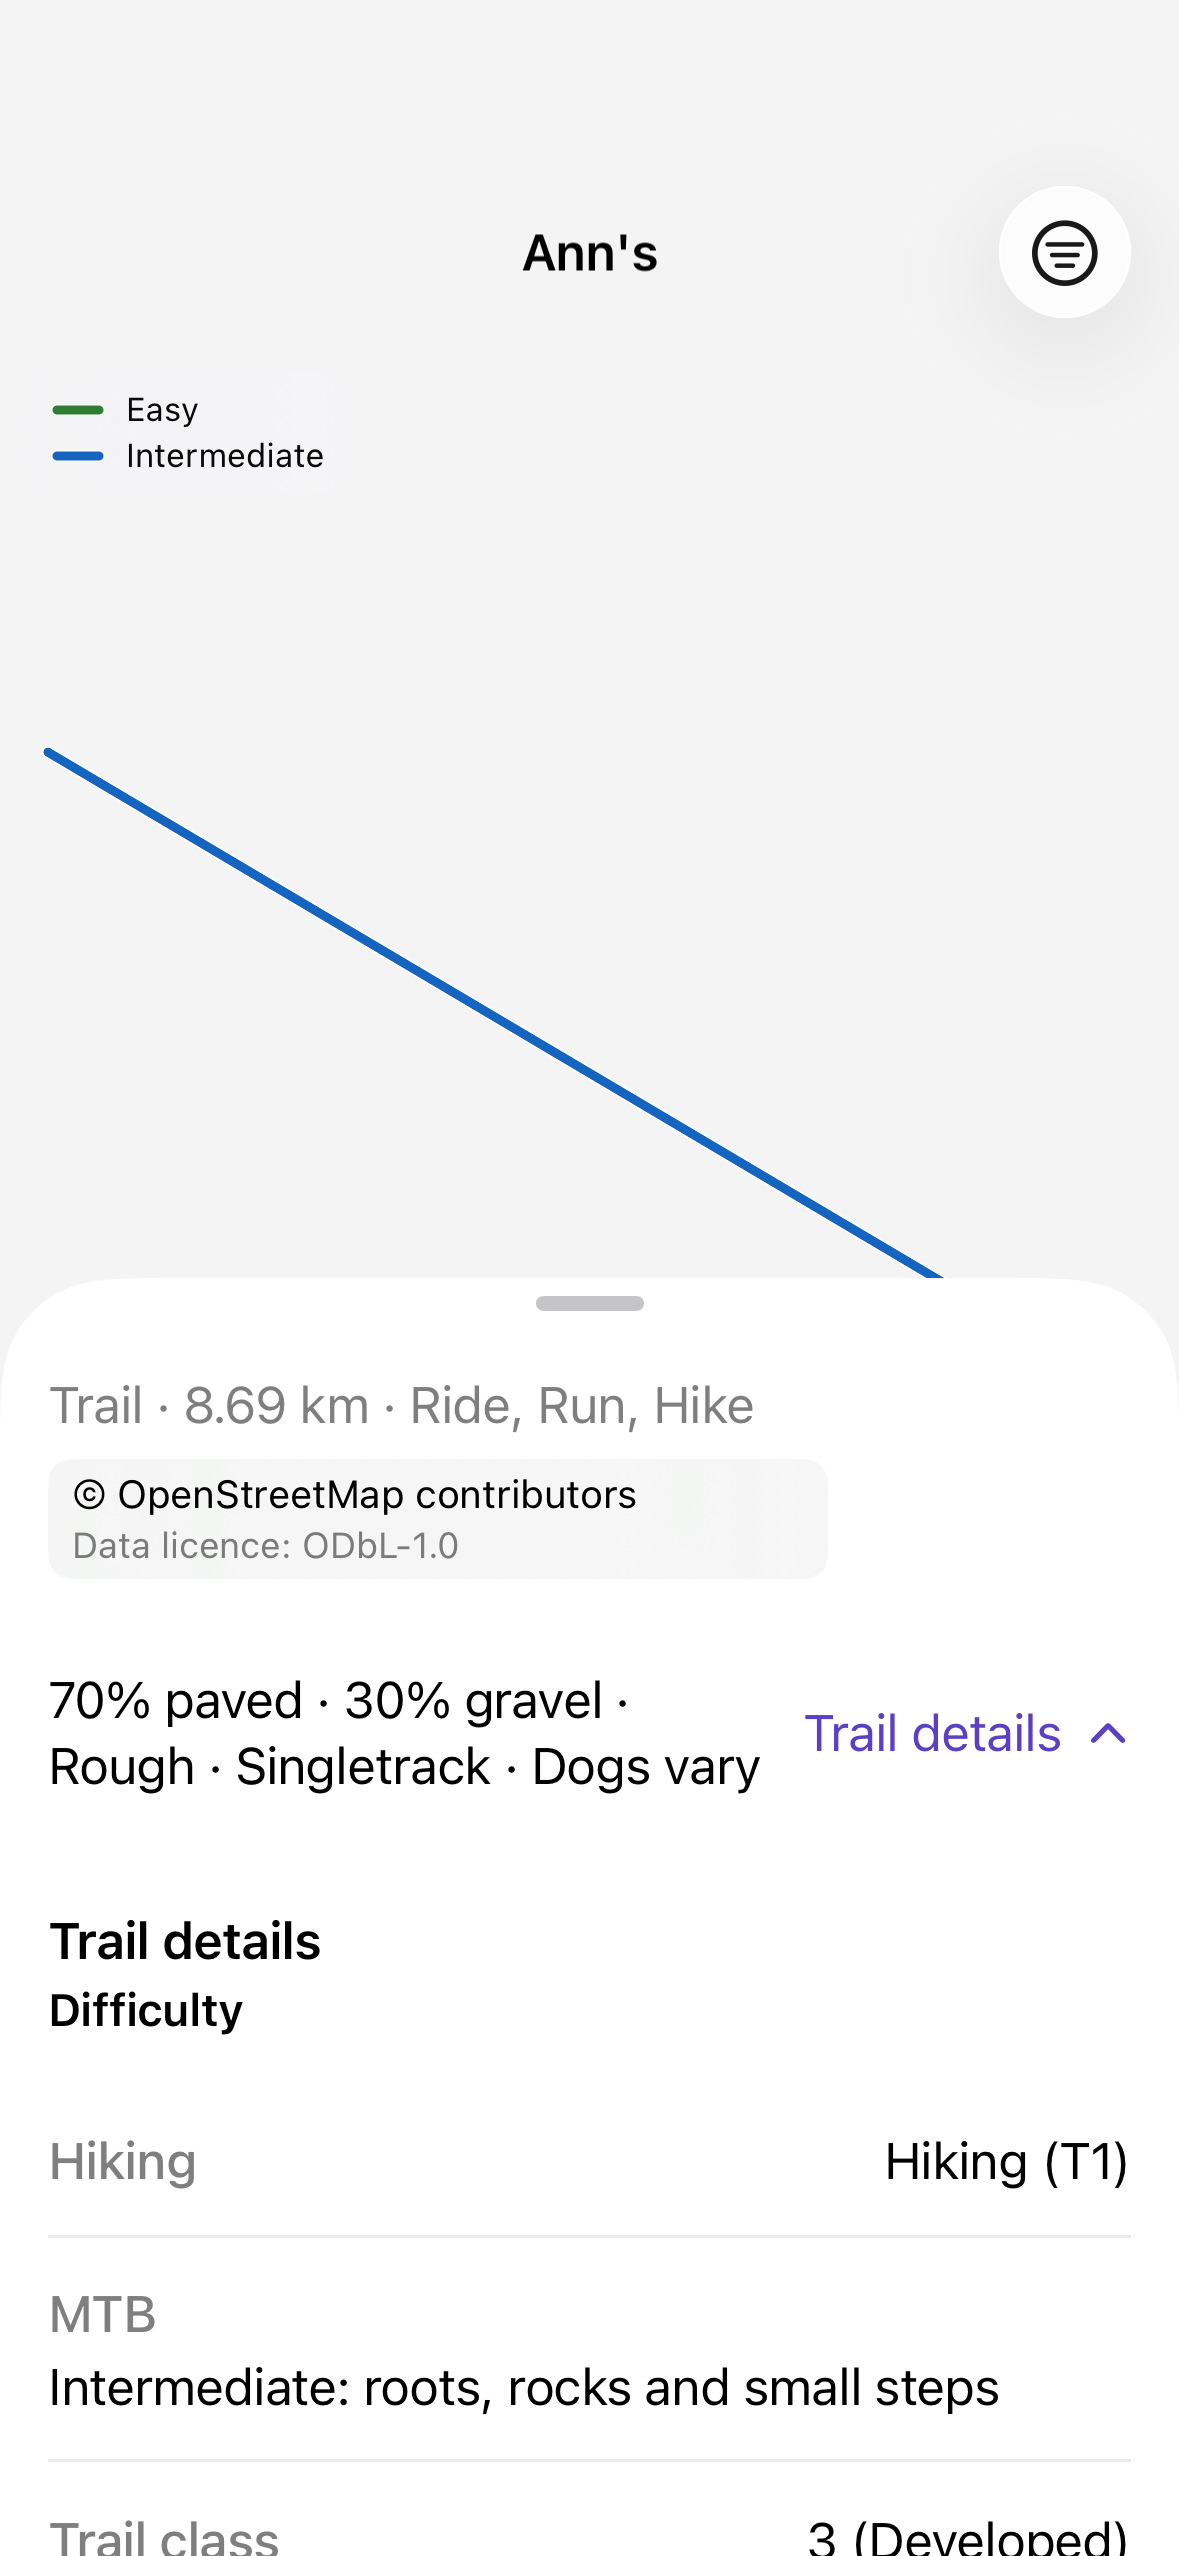 Ann's
Easy
Intermediate
Trail · 8.69 km · Ride, Run, Hike
© OpenStreetMap contributors
Data licence: ODbL-1.0
70% paved · 30% gravel ·
Rough · Singletrack · Dogs vary
Trail details
Trail details
Difficulty
Hiking
Hiking (T1)
MTB
Intermediate: roots, rocks and small steps
Trail class
3 (Developed)